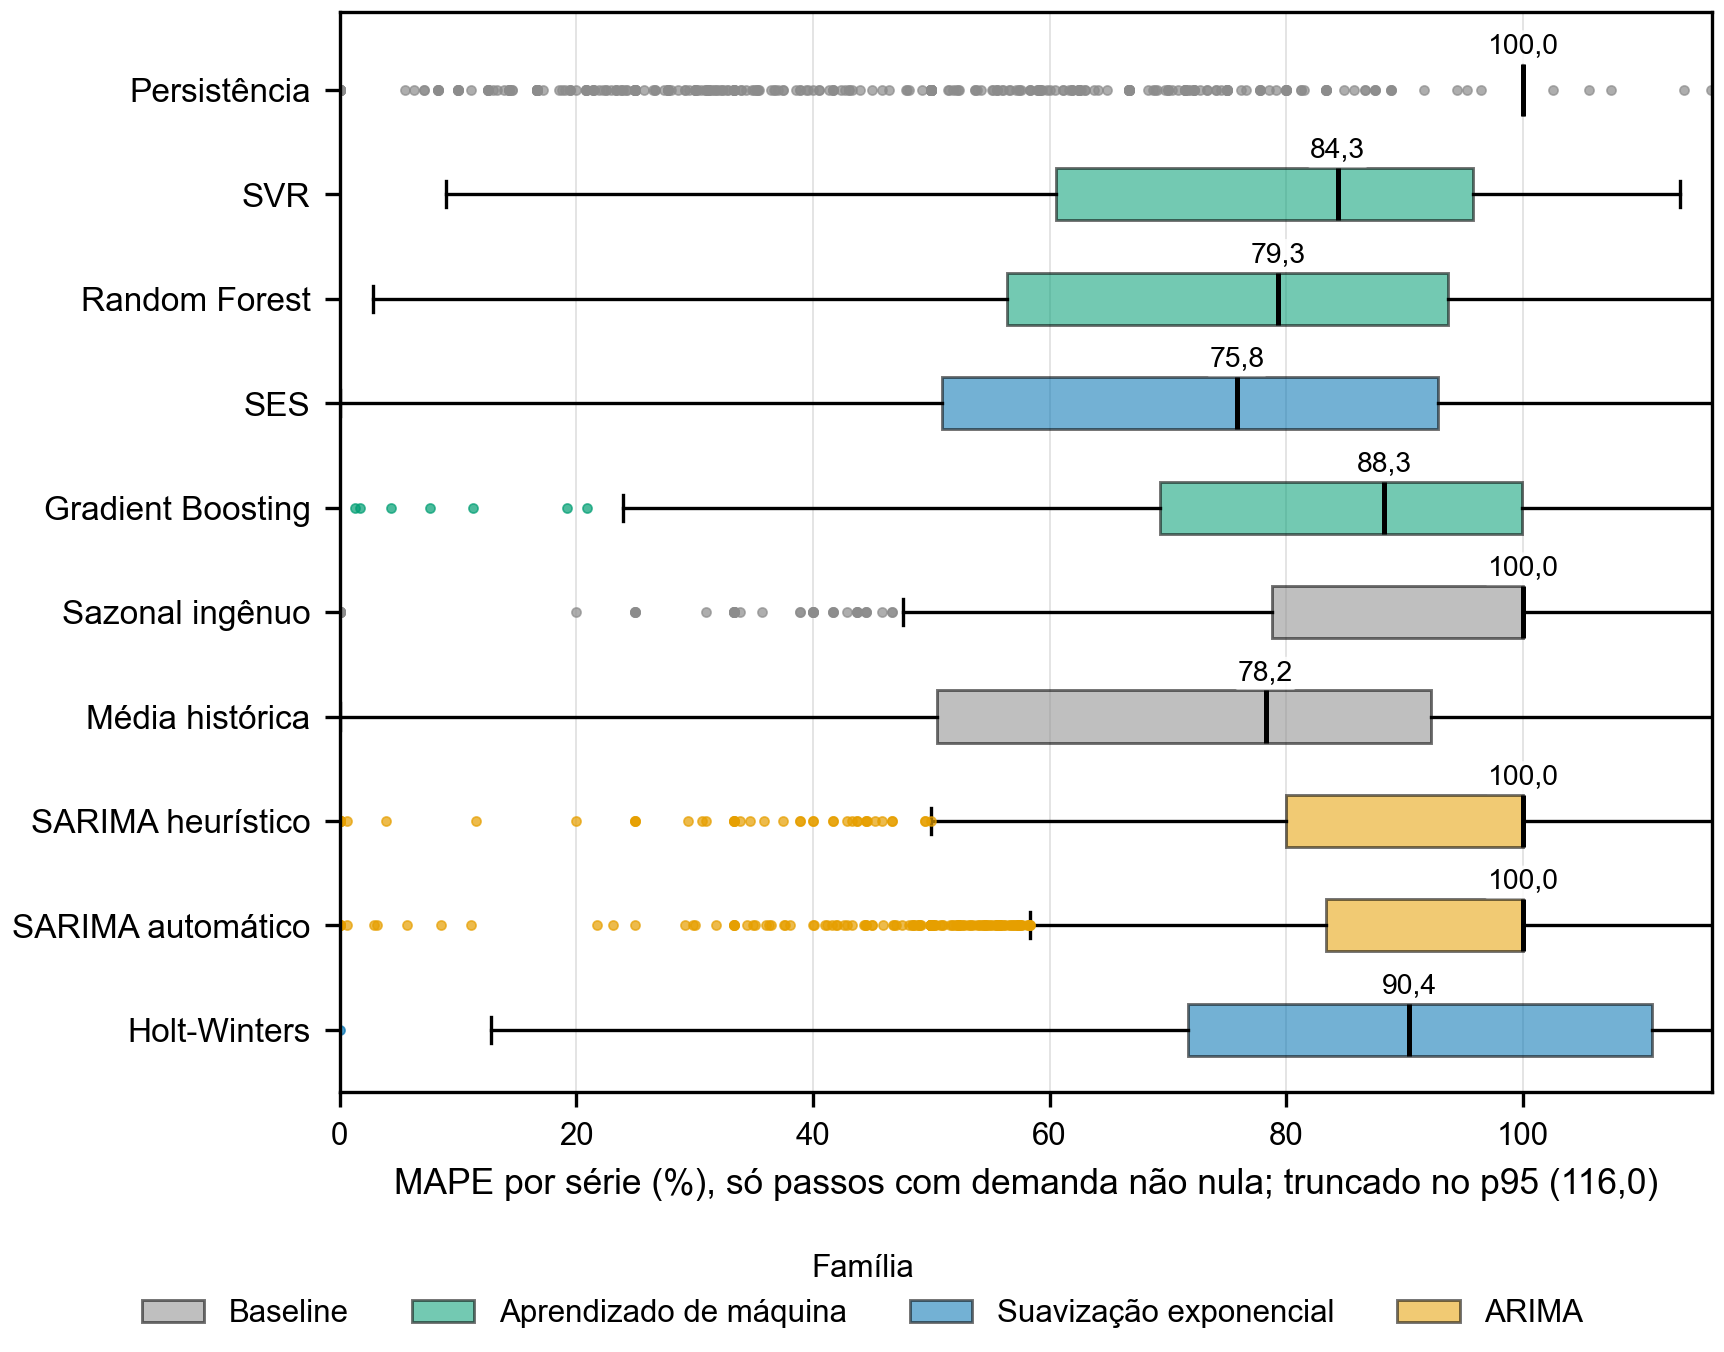 100,0
Persistência
84,3
SVR
79,3
Random Forest
75,8
SES
88,3
Gradient Boosting
100,0
Sazonal ingênuo
78,2
Média histórica
100,0
SARIMA heurístico
100,0
SARIMA automático
90,4
Holt-Winters
0 20 40 60 80 100
MAPE por série (%), só passos com demanda não nula; truncado no p95 (116,0)
Família
Baseline Aprendizado de máquina Suavização exponencial ARIMA